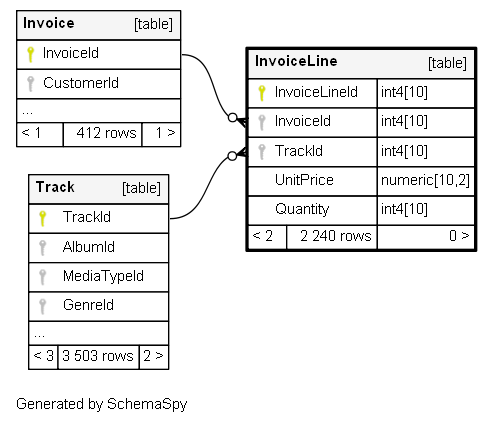 Invoice [table]
InvoiceId
CustomerId
...
< 1 412 rows 1 >
InvoiceLine [table]
InvoiceLineId int4[10]
InvoiceId int4[10]
TrackId int4[10]
UnitPrice numeric[10,2]
Quantity int4[10]
< 2 2 240 rows 0 >
Track [table]
TrackId
AlbumId
MediaTypeId
GenreId
...
< 3 3 503 rows 2 >
Generated by SchemaSpy